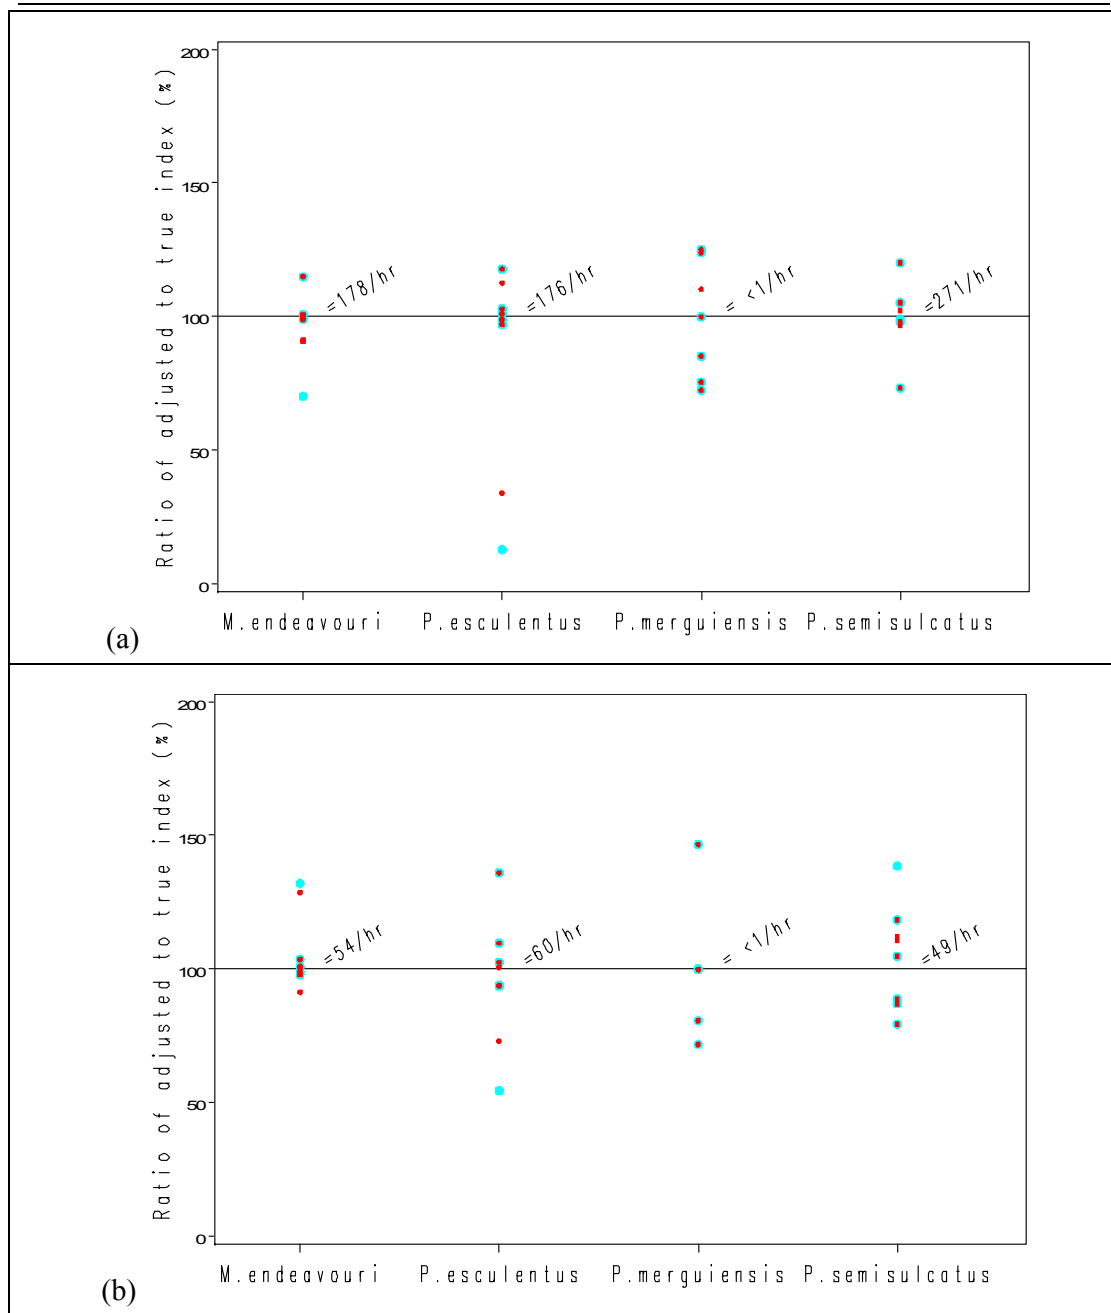 Ratio of adjusted to true index (%)
200
150
100
50
0
=178/hr
=176/hr
= <1/hr
=271/hr
M.endeavouri P.esculentus P.merguiensis P.semisulcatus
(a)
Ratio of adjusted to true index (%)
200
150
100
50
0
=54/hr
=60/hr
= <1/hr
=49/hr
M.endeavouri P.esculentus P.merguiensis P.semisulcatus
(b)